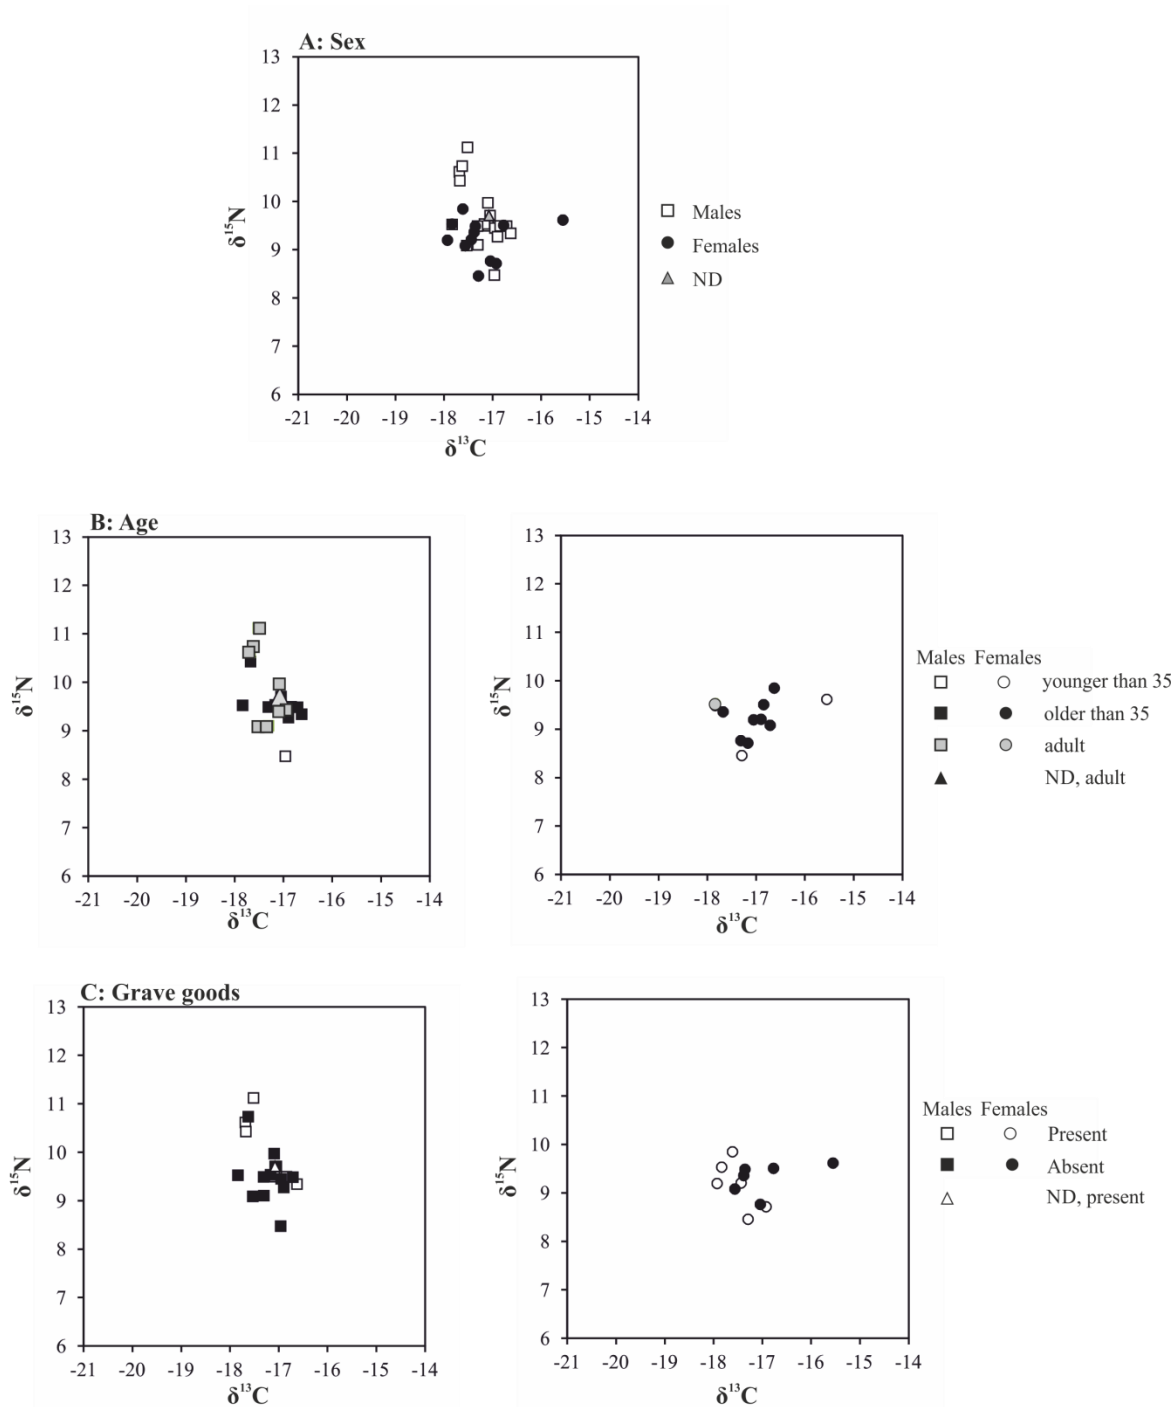 A: Sex
13
12
11
10
9
8
7
6
δ¹⁵N
-21 -20 -19 -18 -17 -16 -15 -14
δ¹³C
Males
Females
ND
B: Age
13
12
11
10
9
8
7
6
δ¹⁵N
-21 -20 -19 -18 -17 -16 -15 -14
δ¹³C
13
12
11
10
9
8
7
6
δ¹⁵N
-21 -20 -19 -18 -17 -16 -15 -14
δ¹³C
Males Females
younger than 35
older than 35
adult
ND, adult
C: Grave goods
13
12
11
10
9
8
7
6
δ¹⁵N
-21 -20 -19 -18 -17 -16 -15 -14
δ¹³C
13
12
11
10
9
8
7
6
δ¹⁵N
-21 -20 -19 -18 -17 -16 -15 -14
δ¹³C
Males Females
Present
Absent
ND, present